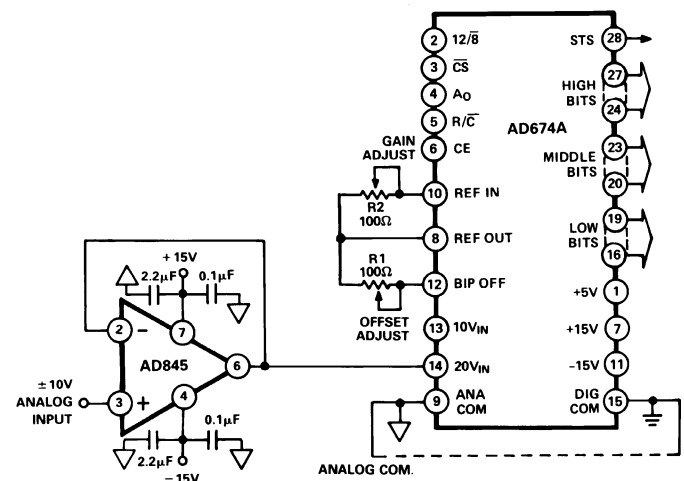 2 12/8̅
3 C̅S̅
4 A₀
5 R/C̅
6 CE
GAIN
ADJUST
10 REF IN
R2
100Ω
8 REF OUT
R1
100Ω
12 BIP OFF
OFFSET
ADJUST
13 10V_IN
14 20V_IN
9 ANA
COM
AD674A
STS 28
27
HIGH
BITS
24
23
MIDDLE
BITS
20
19
LOW
BITS
16
+5V 1
+15V 7
-15V 11
DIG
COM 15
ANALOG COM.
+15V
2.2μF
0.1μF
2 −
7
AD845
6
±10V
ANALOG
INPUT
3 +
4
0.1μF
2.2μF
−15V